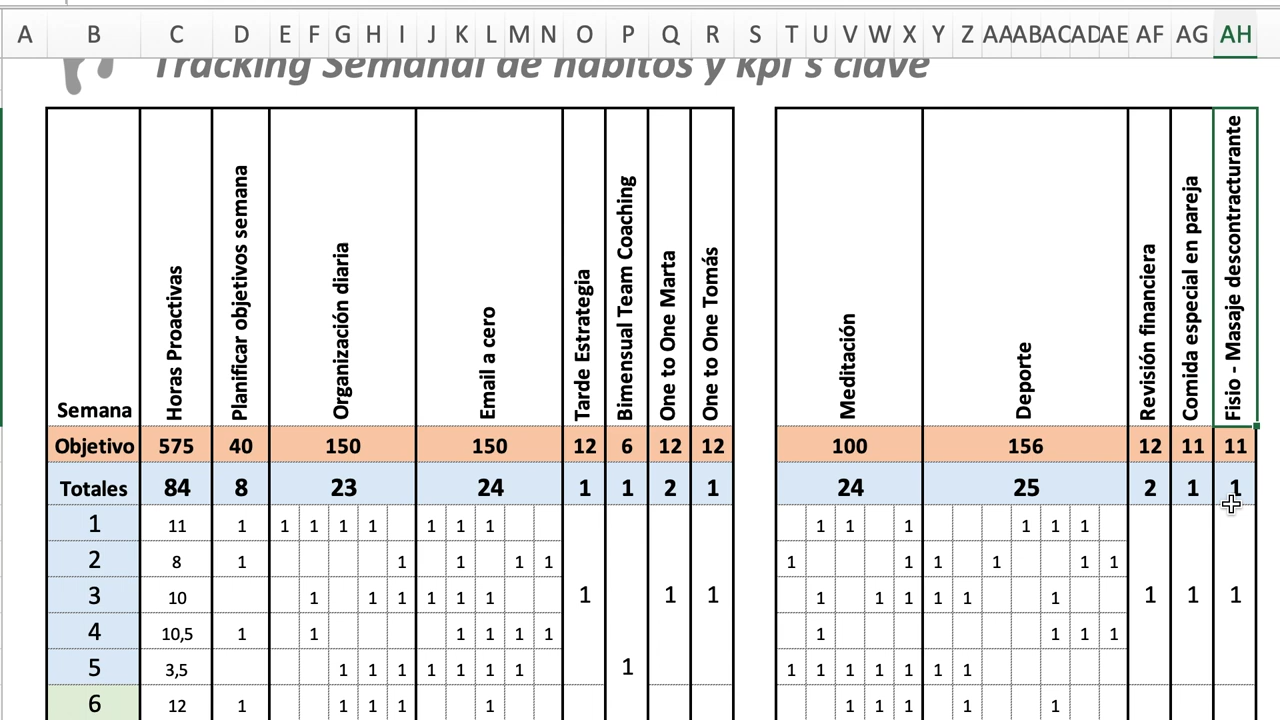 A B C D E F G H I J K L M N O P Q R S T U V W X Y Z AA AB AC AD AE AF AG AH
Tracking Semanal de hábitos y kpi´s clave
Semana Horas Proactivas Planificar objetivos semana Organización diaria Email a cero Tarde Estrategia Bimensual Team Coaching One to One Marta One to One Tomás Meditación Deporte Revisión financiera Comida especial en pareja Fisio - Masaje descontracturante
Objetivo 575 40 150 150 12 6 12 12 100 156 12 11 11
Totales 84 8 23 24 1 1 2 1 24 25 2 1 1
1 11 1 1 1 1 1 1 1 1 1 1 1 1 1 1
2 8 1 1 1 1 1 1 1 1 1 1 1
3 10 1 1 1 1 1 1 1 1 1 1 1 1 1 1 1 1 1 1
4 10,5 1 1 1 1 1 1 1 1 1 1
5 3,5 1 1 1 1 1 1 1 1 1 1 1 1 1 1 1
6 12 1 1 1 1 1 1 1 1 1 1